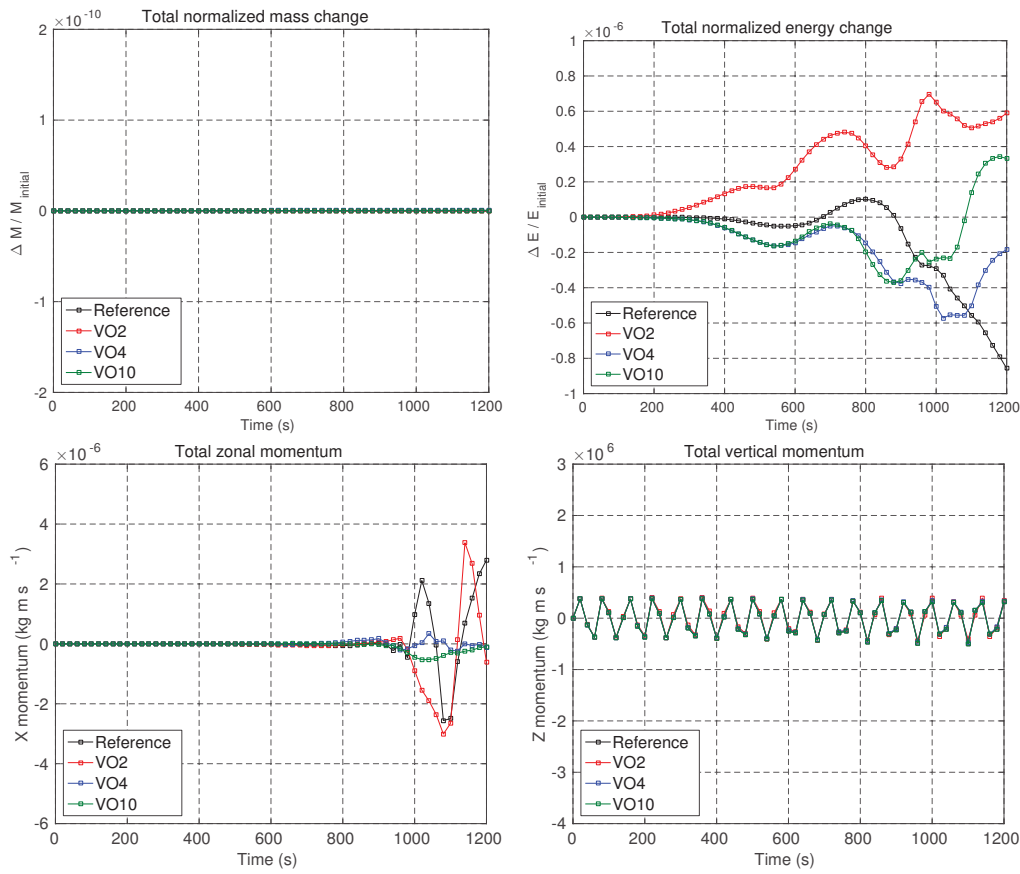 Total normalized mass change
×10^-10
2
1
0
-1
-2
Δ M / M_initial
Reference
VO2
VO4
VO10
0 200 400 600 800 1000 1200
Time (s)
Total normalized energy change
×10^-6
1
0.8
0.6
0.4
0.2
0
-0.2
-0.4
-0.6
-0.8
-1
Δ E / E_initial
Reference
VO2
VO4
VO10
0 200 400 600 800 1000 1200
Time (s)
Total zonal momentum
×10^-6
6
4
2
0
-2
-4
-6
X momentum (kg m s^-1)
Reference
VO2
VO4
VO10
0 200 400 600 800 1000 1200
Time (s)
Total vertical momentum
×10^6
3
2
1
0
-1
-2
-3
-4
Z momentum (kg m s^-1)
Reference
VO2
VO4
VO10
0 200 400 600 800 1000 1200
Time (s)